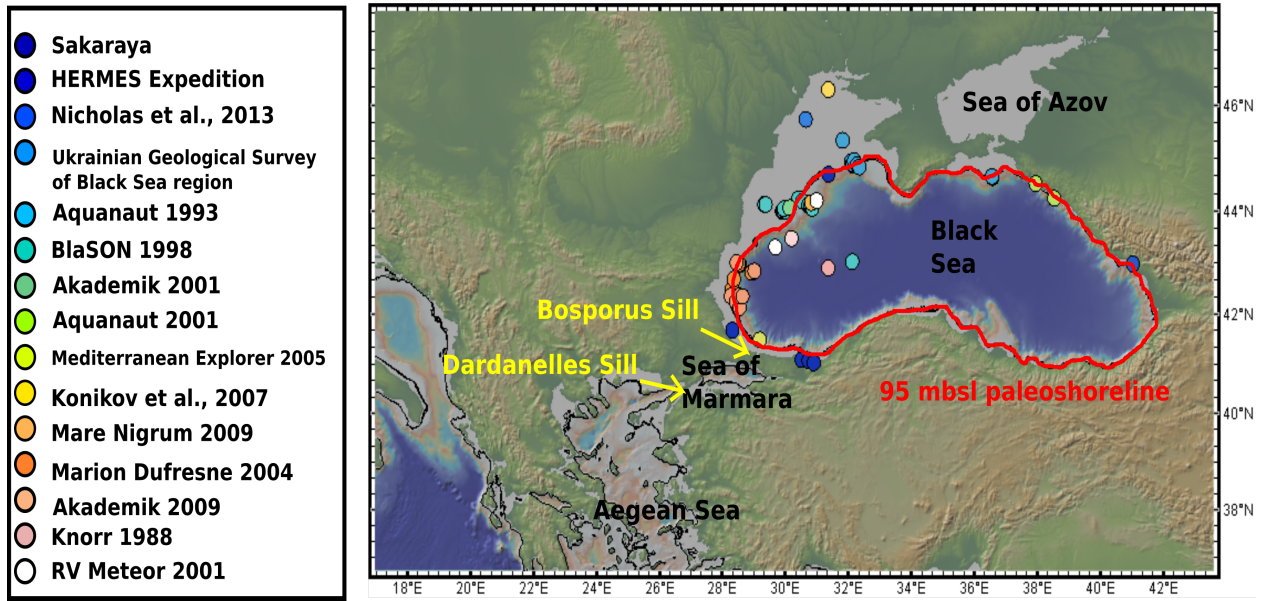 Sakaraya
HERMES Expedition
Nicholas et al., 2013
Ukrainian Geological Survey
of Black Sea region
Aquanaut 1993
BlaSON 1998
Akademik 2001
Aquanaut 2001
Mediterranean Explorer 2005
Konikov et al., 2007
Mare Nigrum 2009
Marion Dufresne 2004
Akademik 2009
Knorr 1988
RV Meteor 2001
Sea of Azov
Black
Sea
Bosporus Sill
Dardanelles Sill
Sea of
Marmara
95 mbsl paleoshoreline
Aegean Sea
46°N
44°N
42°N
40°N
38°N
18°E
22°E
24°E
26°E
28°E
30°E
32°E
34°E
36°E
38°E
40°E
42°E